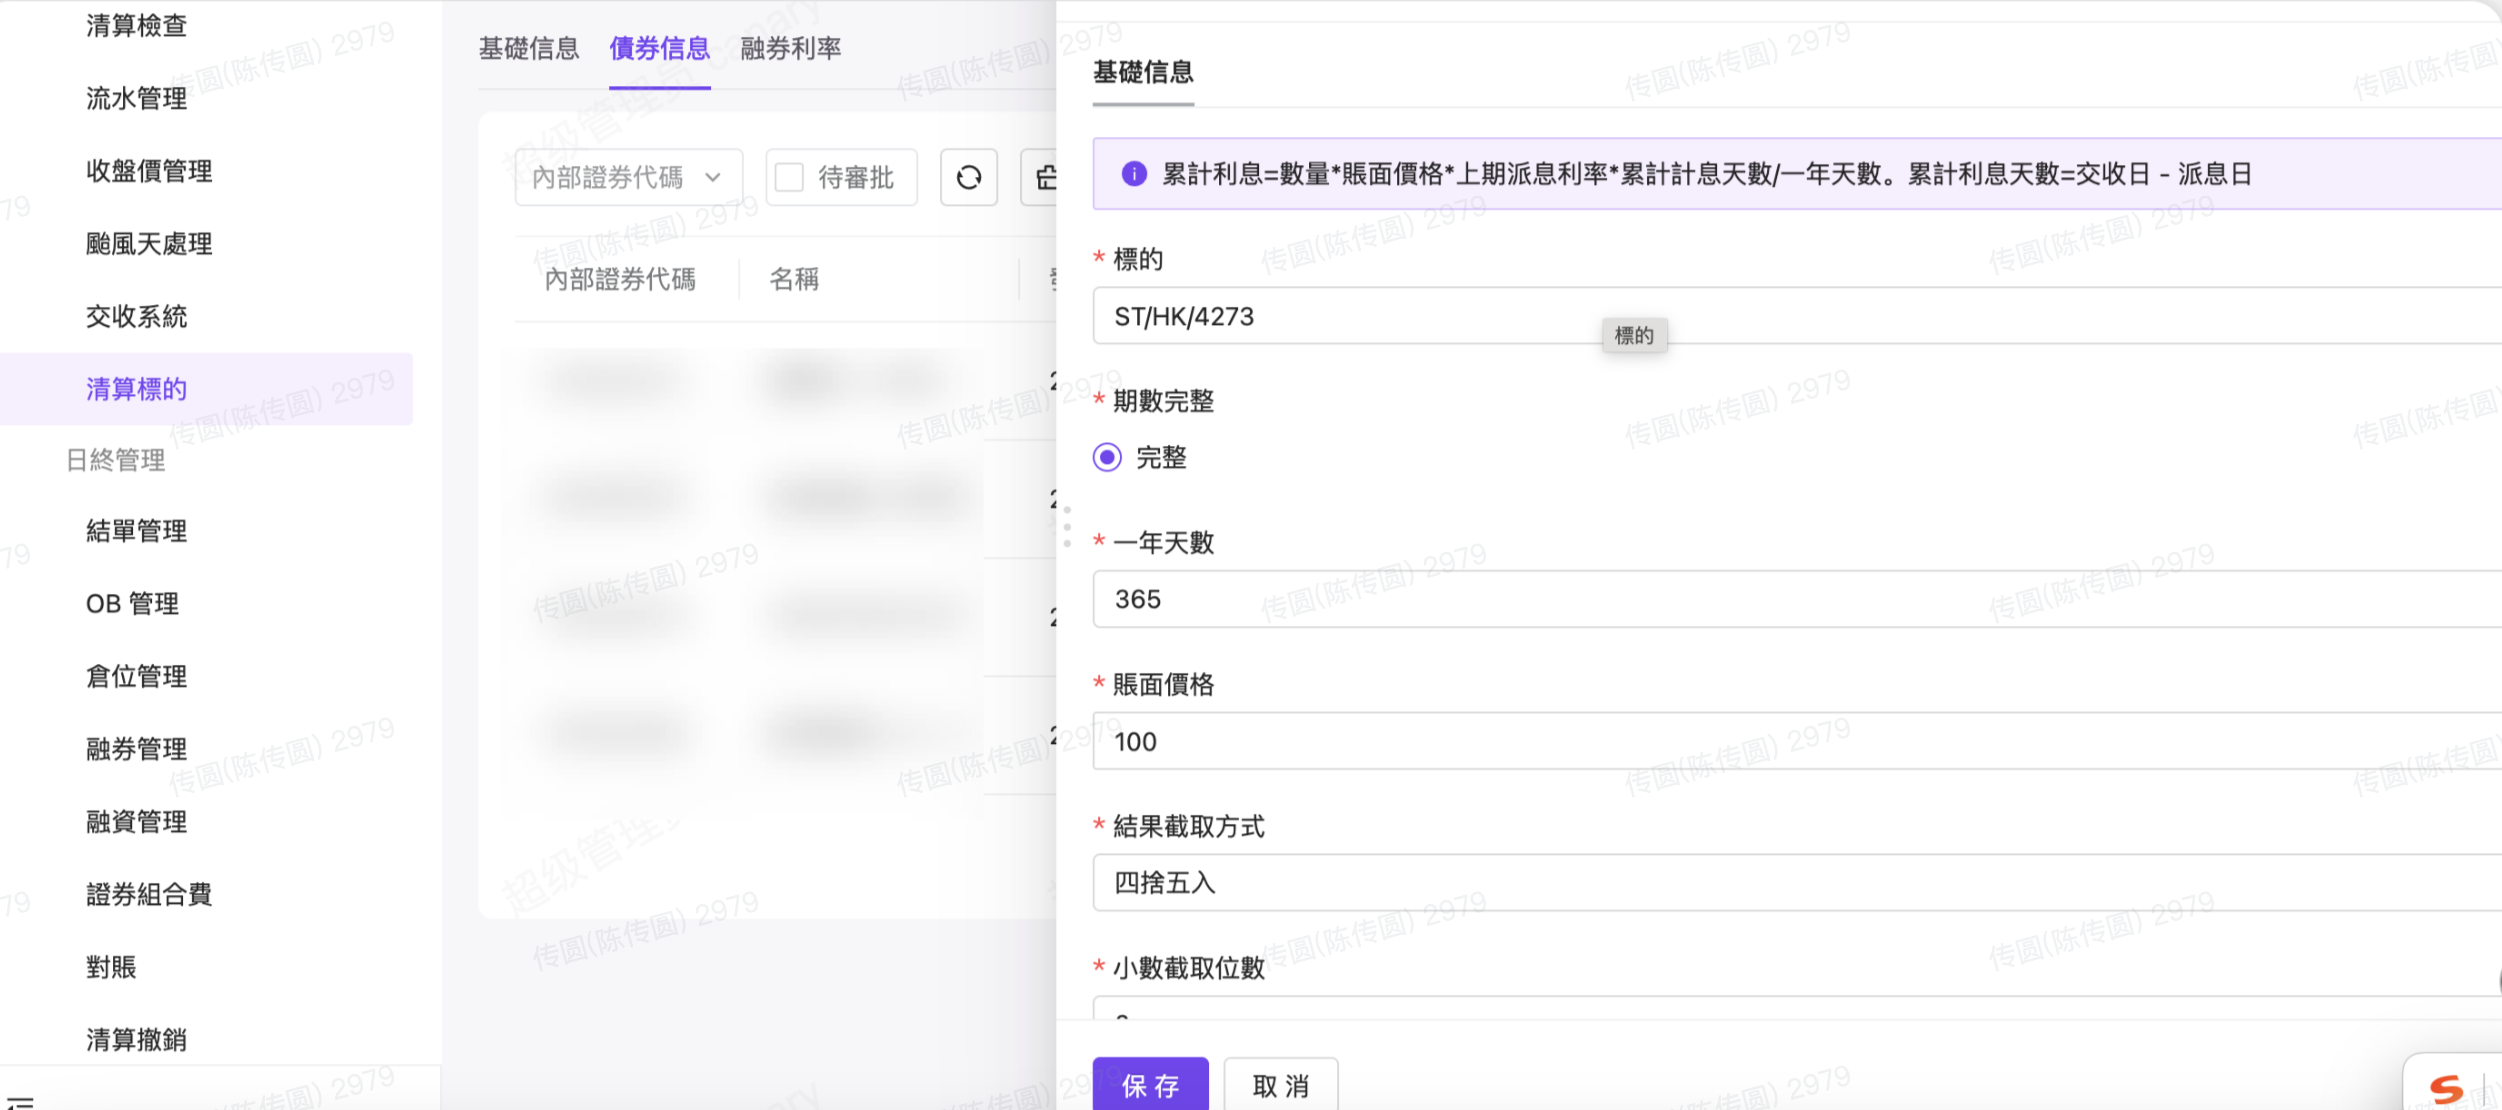 清算檢查
流水管理
收盤價管理
颱風天處理
交收系統
清算標的
日終管理
結單管理
OB 管理
倉位管理
融券管理
融資管理
證券組合費
對賬
清算撤銷
基礎信息 債券信息 融券利率
內部證券代碼 待審批
內部證券代碼 名稱
基礎信息
累計利息=數量*賬面價格*上期派息利率*累計計息天數/一年天數。累計利息天數=交收日 - 派息日
* 標的
ST/HK/4273
標的
* 期數完整
完整
* 一年天數
365
* 賬面價格
100
* 結果截取方式
四捨五入
* 小數截取位數
保 存 取 消
传圆(陈传圆) 2979
超级管理员 canary